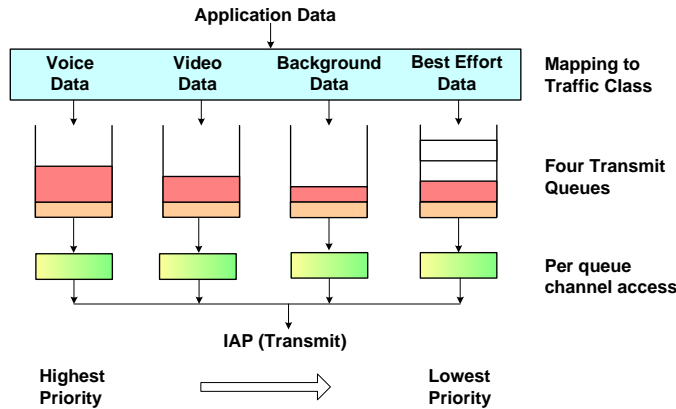 Application Data
Voice Data
Video Data
Background Data
Best Effort Data
Mapping to
Traffic Class
Four Transmit
Queues
Per queue
channel access
IAP (Transmit)
Highest
Priority
Lowest
Priority